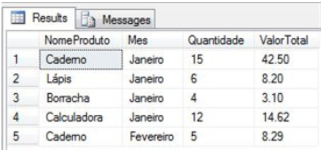 Results Messages
NomeProduto Mes Quantidade ValorTotal
1 Caderno Janeiro 15 42.50
2 Lápis Janeiro 6 8.20
3 Borracha Janeiro 4 3.10
4 Calculadora Janeiro 12 14.62
5 Caderno Fevereiro 5 8.29